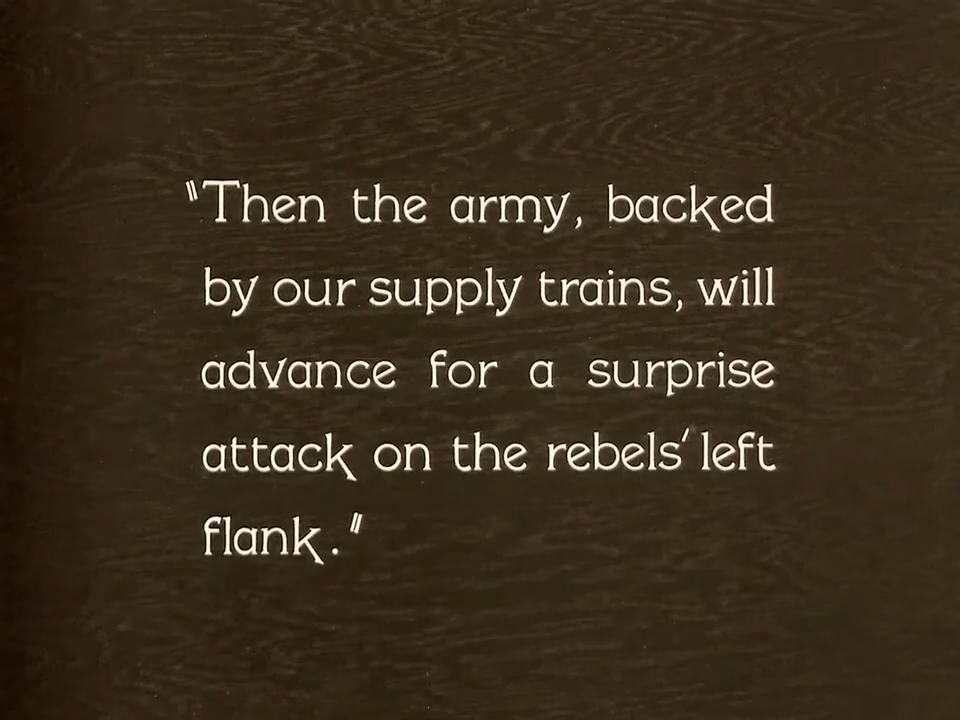 "Then the army, backed
by our supply trains, will
advance for a surprise
attack on the rebels' left
flank."